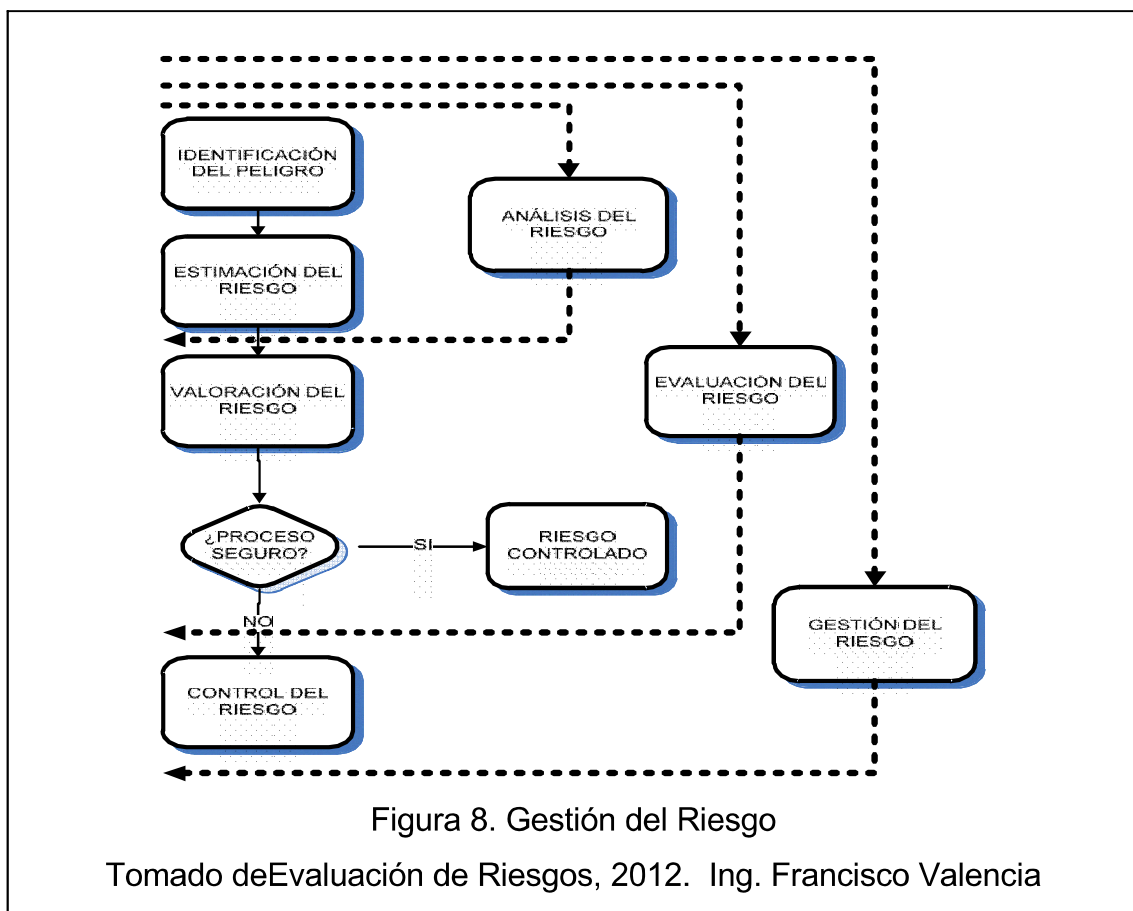 IDENTIFICACIÓN
DEL PELIGRO
ANÁLISIS DEL
RIESGO
ESTIMACIÓN DEL
RIESGO
VALORACIÓN DEL
RIESGO
EVALUACIÓN DEL
RIESGO
¿PROCESO
SEGURO?
SI
RIESGO
CONTROLADO
NO
GESTIÓN DEL
RIESGO
CONTROL DEL
RIESGO
Figura 8. Gestión del Riesgo
Tomado deEvaluación de Riesgos, 2012.  Ing. Francisco Valencia